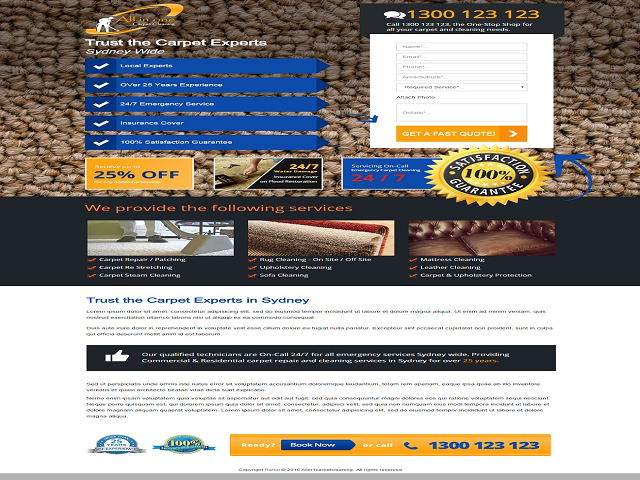 All in one
Carpet Cleaning
1300 123 123
Call 1300 123 123, the One-Stop Shop for
all your carpet and cleaning needs.
Trust the Carpet Experts
Sydney Wide
Local Experts
Over 25 Years Experience
24/7 Emergency Service
Insurance Cover
100% Satisfaction Guarantee
Name*...
Email*...
Phone*...
Area/Suburb*...
Required Service*...
Attach Photo
Details*...
GET A FAST QUOTE!
Recieve up to
25% OFF
For any Additional Services
24/7
Water Damage
Insurance Cover
on Flood Restoration
Servicing On-Call
Emergency Carpet Cleaning
24 / 7
SATISFACTION
100%
GUARANTEE
We provide the following services
Carpet Repair / Patching
Carpet Re Stretching
Carpet Steam Cleaning
Rug Cleaning - On Site / Off Site
Upholstery Cleaning
Sofa Cleaning
Mattress Cleaning
Leather Cleaning
Carpet & Upholstery Protection
Trust the Carpet Experts in Sydney
Lorem ipsum dolor sit amet, consectetur adipisicing elit, sed do eiusmod tempor incididunt ut labore et dolore magna aliqua. Ut enim ad minim veniam, quis
nostrud exercitation ullamco laboris nisi ut aliquip ex ea commodo consequat.
Duis aute irure dolor in reprehenderit in voluptate velit esse cillum dolore eu fugiat nulla pariatur. Excepteur sint occaecat cupidatat non proident, sunt in culpa
qui officia deserunt mollit anim id est laborum.
Our qualified technicians are On-Call 24/7 for all emergency services Sydney wide. Providing
Commercial & Residential carpet repair and cleaning services in Sydney for over 25 years.
Sed ut perspiciatis unde omnis iste natus error sit voluptatem accusantium doloremque laudantium, totam rem aperiam, eaque ipsa quae ab illo inventore
veritatis et quasi architecto beatae vitae dicta sunt explicabo.
Nemo enim ipsam voluptatem quia voluptas sit aspernatur aut odit aut fugit, sed quia consequuntur magni dolores eos qui ratione voluptatem sequi nesciunt.
Neque porro quisquam est, qui dolorem ipsum quia dolor sit amet, consectetur, adipisci velit, sed quia non numquam eius modi tempora incidunt ut labore et
dolore magnam aliquam quaerat voluptatem. Lorem ipsum dolor sit amet, consectetur adipisicing elit, sed do eiusmod tempor incididunt ut labore et dolore
magna aliqua.
25
YEARS
OF EXPERIENCE
100%
Ready?
Book Now
or call
1300 123 123